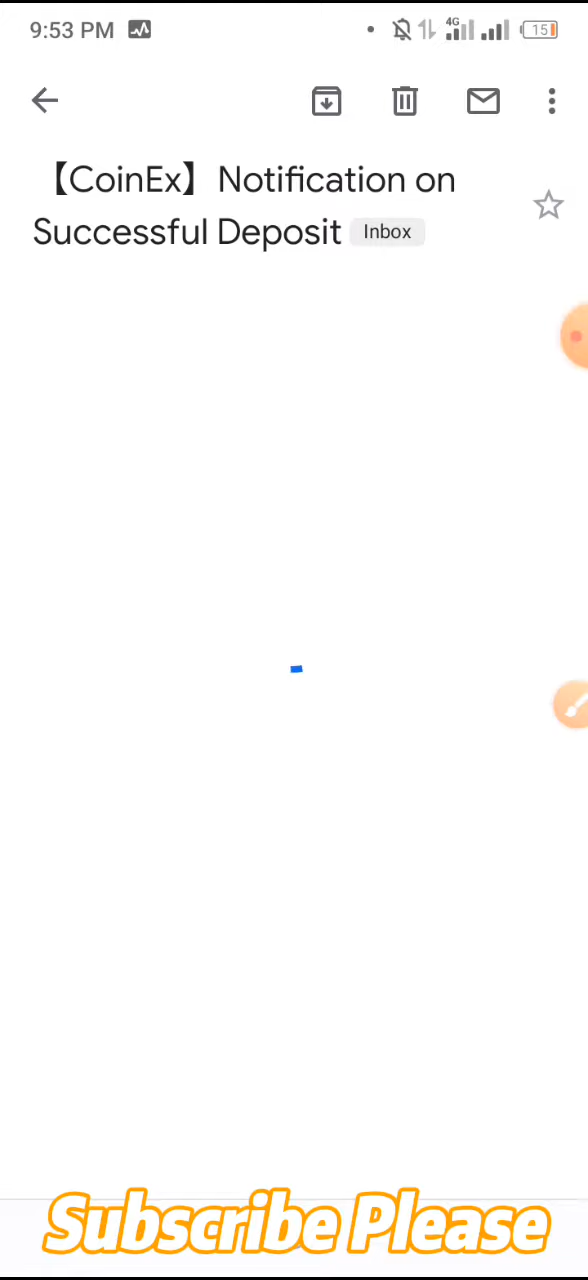 9:53 PM
4G
15
【CoinEx】 Notification on
Successful Deposit Inbox
Subscribe Please